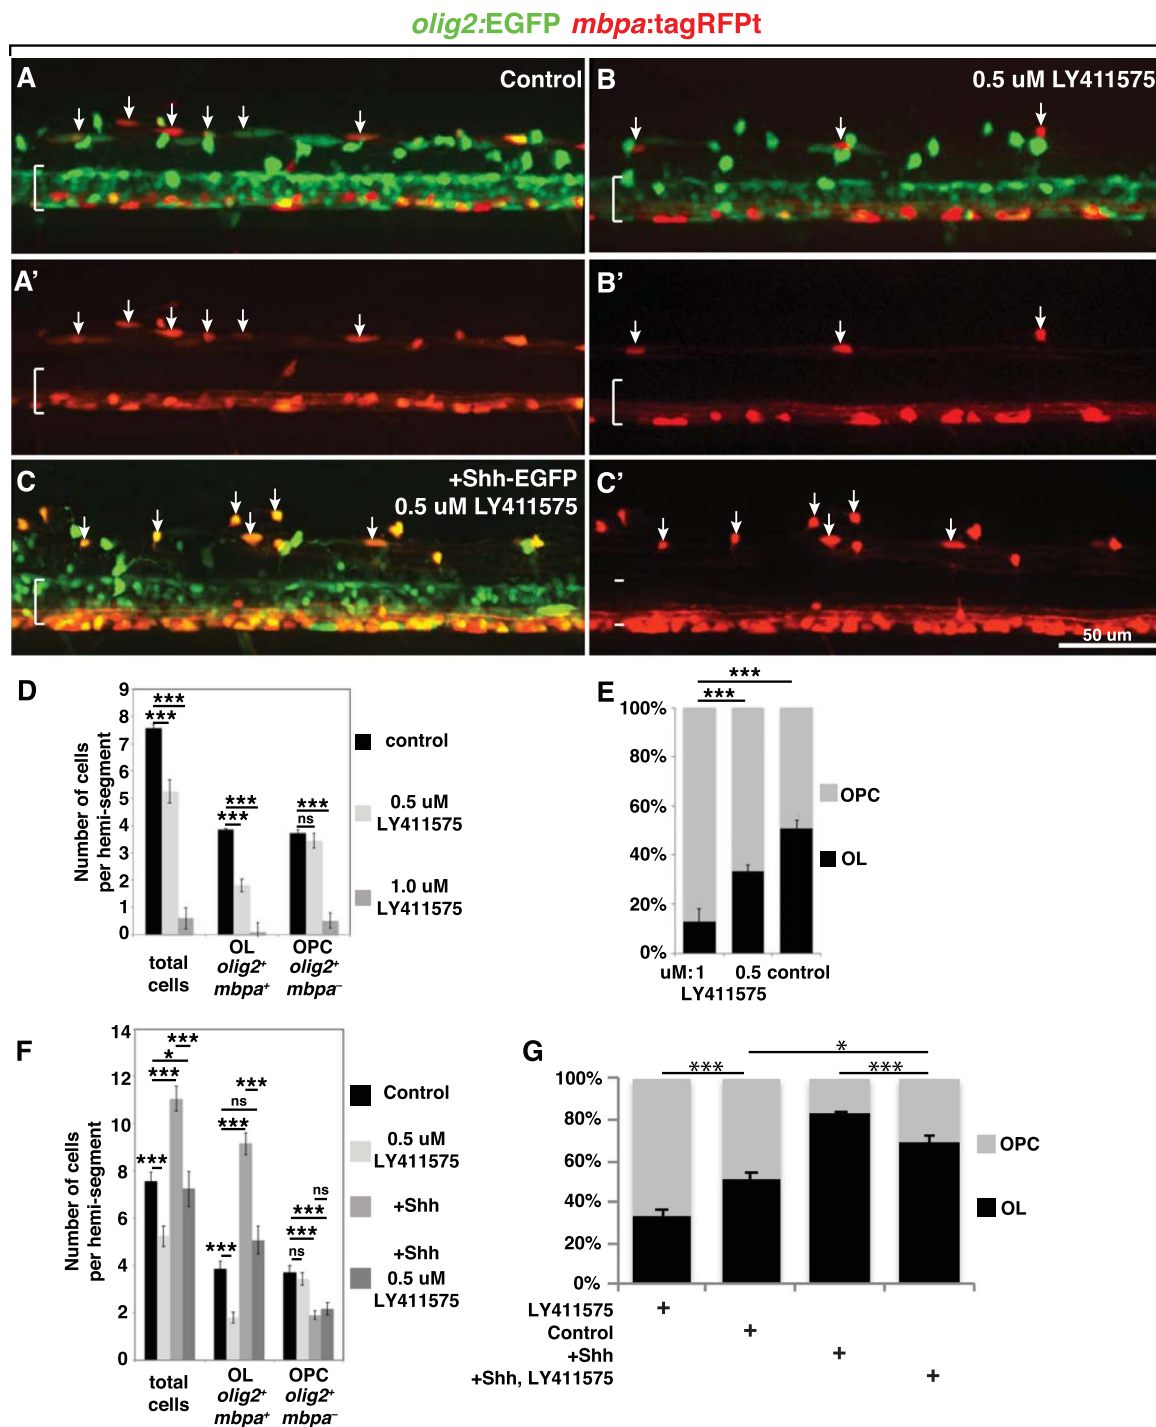 olig2:EGFP mbpa:tagRFPt
A
Control
B
0.5 uM LY411575
A'
B'
C
+Shh-EGFP
0.5 uM LY411575
C'
50 um
D
Number of cells
per hemi-segment
9
8
7
6
5
4
3
2
1
0
***
***
***
***
***
ns
total
cells
OL
olig2+
mbpa+
OPC
olig2+
mbpa–
control
0.5 uM
LY411575
1.0 uM
LY411575
E
***
***
100%
80%
60%
40%
20%
0%
uM:1 0.5 control
LY411575
OPC
OL
F
Number of cells
per hemi-segment
14
12
10
8
6
4
2
0
***
*
***
***
***
ns
***
***
ns
***
***
ns
total
cells
OL
olig2+
mbpa+
OPC
olig2+
mbpa–
Control
0.5 uM
LY411575
+Shh
+Shh
0.5 uM
LY411575
G
*
***
***
100%
80%
60%
40%
20%
0%
OPC
OL
LY411575 +
Control +
+Shh +
+Shh, LY411575 +